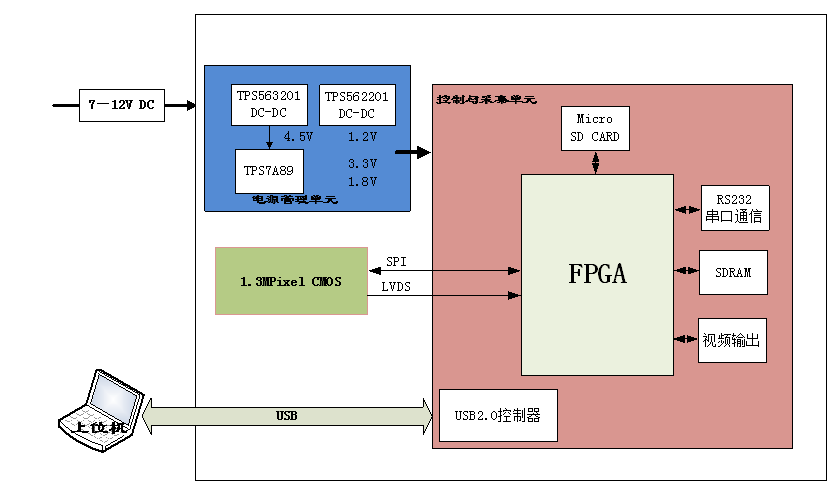 7—12V DC
TPS563201
DC-DC
TPS562201
DC-DC
4.5V
1.2V
TPS7A89
3.3V
1.8V
电源管理单元
控制与采集单元
Micro
SD CARD
RS232
串口通信
FPGA
SDRAM
视频输出
1.3MPixel CMOS
SPI
LVDS
USB2.0控制器
USB
上位机